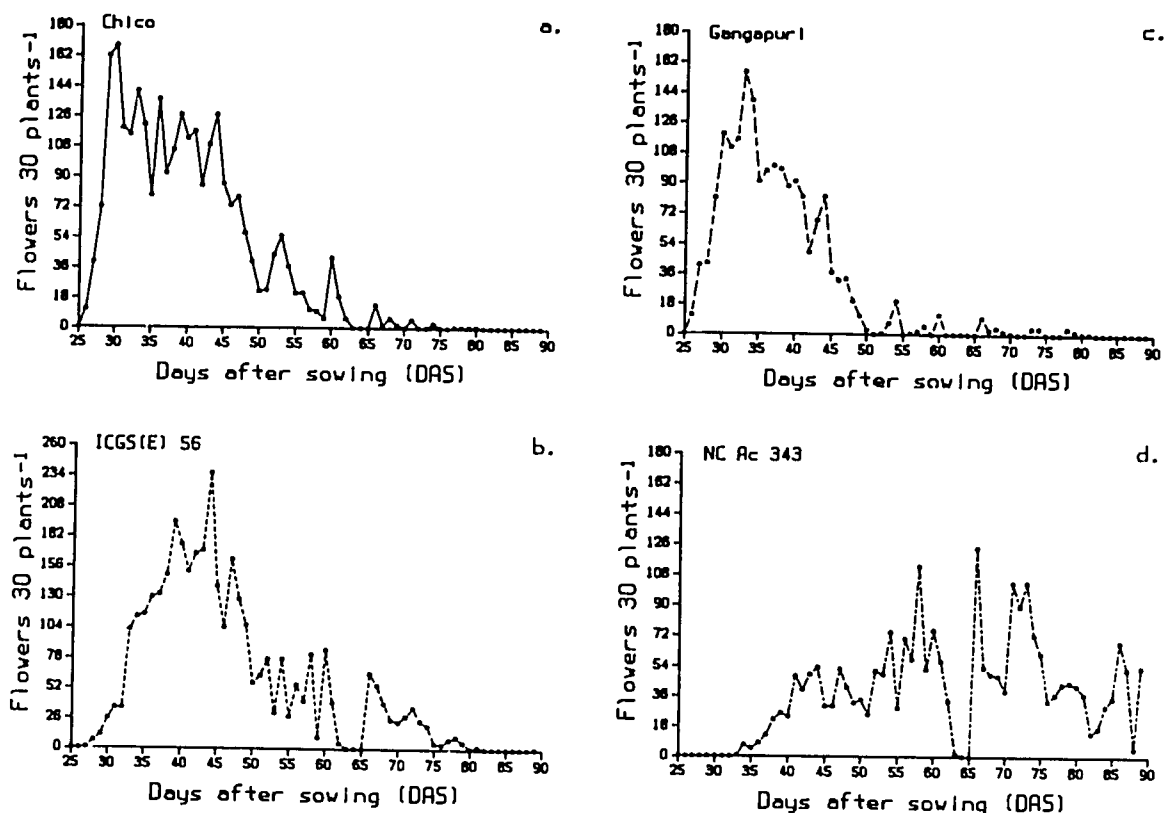 Chico
a.
Flowers 30 plants-1
180
162
144
126
108
90
72
54
36
18
0
25 30 35 40 45 50 55 60 65 70 75 80 85 90
Days after sowing (DAS)
Gangapuri
c.
Flowers 30 plants-1
180
162
144
126
108
90
72
54
36
18
0
25 30 35 40 45 50 55 60 65 70 75 80 85 90
Days after sowing (DAS)
ICGS(E) 56
b.
Flowers 30 plants-1
260
234
208
182
156
130
104
78
52
26
0
25 30 35 40 45 50 55 60 65 70 75 80 85 90
Days after sowing (DAS)
NC Ac 343
d.
Flowers 30 plants-1
180
162
144
126
108
90
72
54
36
18
0
25 30 35 40 45 50 55 60 65 70 75 80 85 90
Days after sowing (DAS)